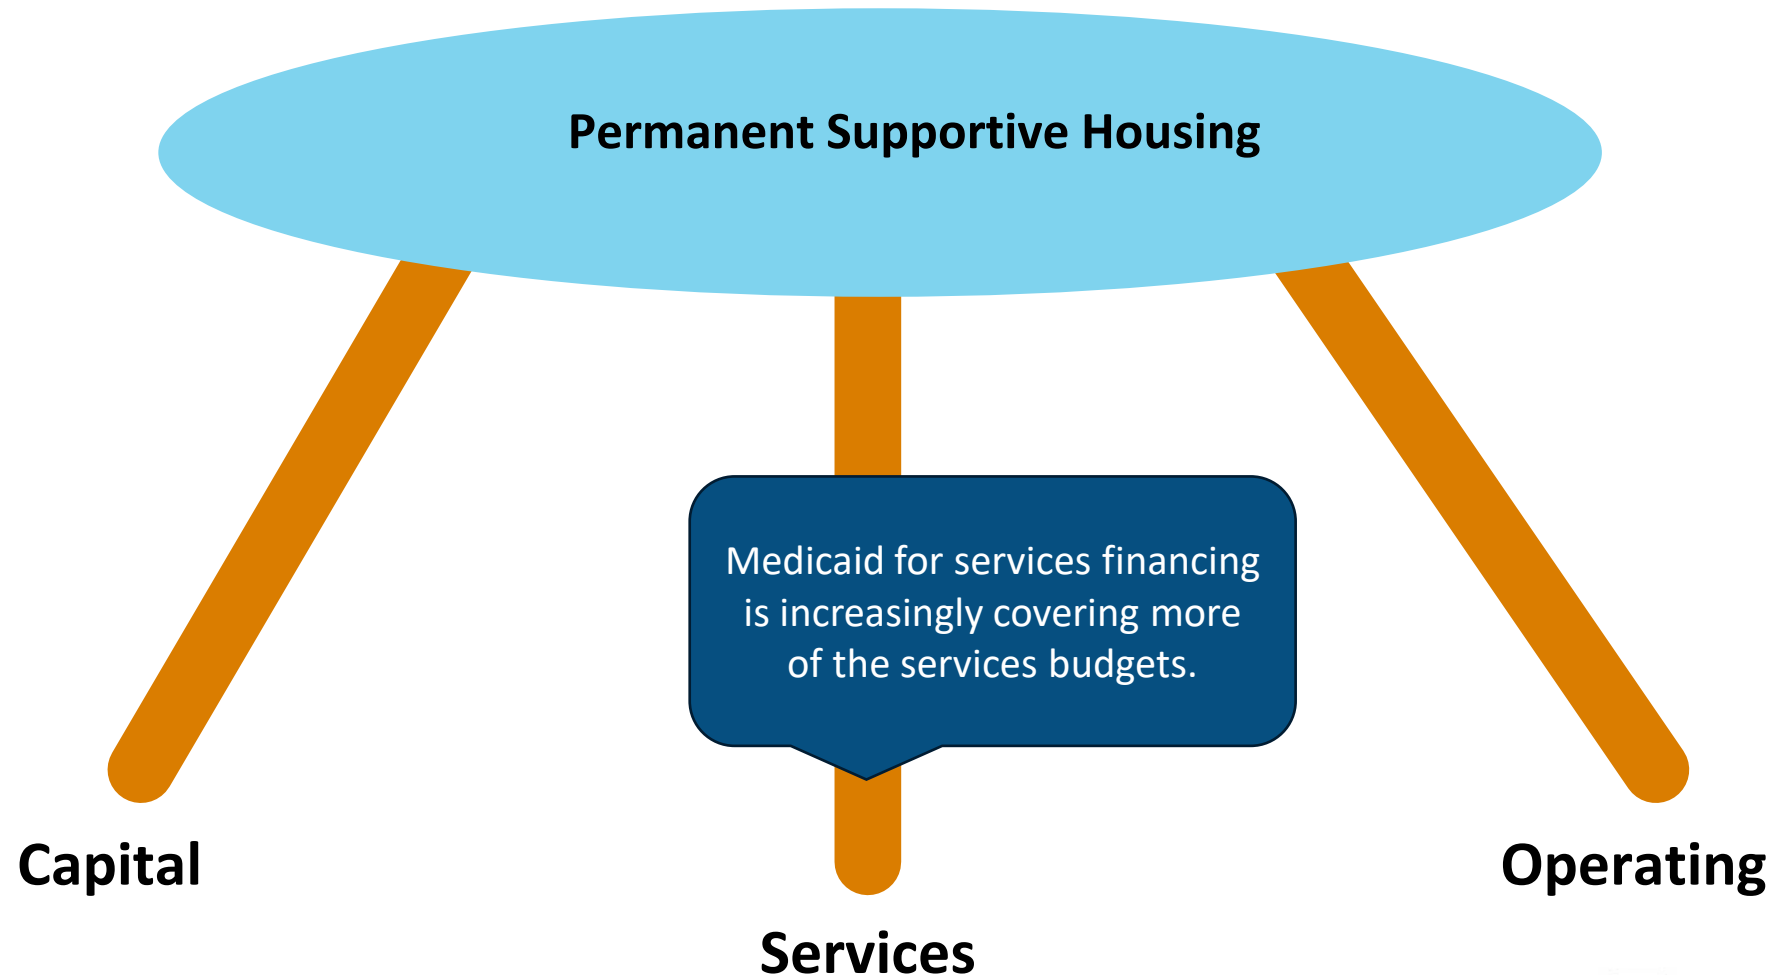 Permanent Supportive Housing
Medicaid for services financing
is increasingly covering more
of the services budgets.
Capital
Operating
Services